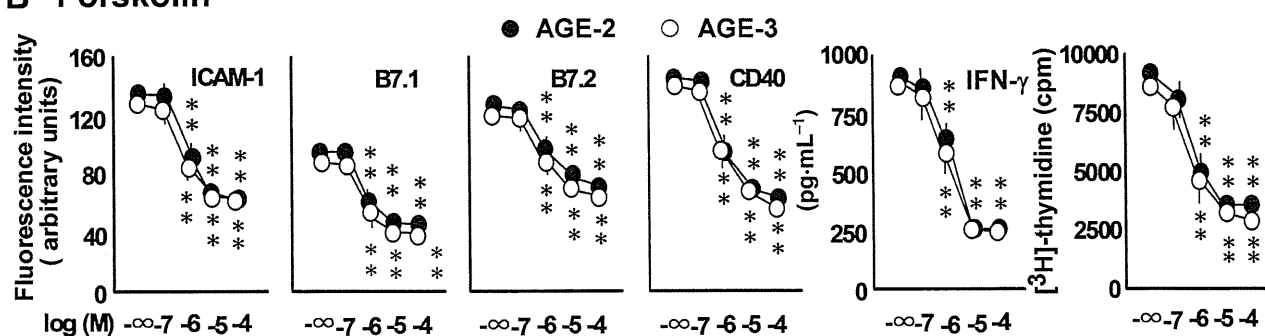 B Forskolin
AGE-2 AGE-3
Fluorescence intensity
( arbitrary units)
160
120
80
40
0
ICAM-1
B7.1
B7.2
CD40
(pg·mL⁻¹)
1000
750
500
250
0
IFN-γ
[³H]-thymidine (cpm)
10000
7500
5000
2500
0
log (M) -∞ -7 -6 -5 -4 -∞ -7 -6 -5 -4 -∞ -7 -6 -5 -4 -∞ -7 -6 -5 -4 -∞ -7 -6 -5 -4 -∞ -7 -6 -5 -4